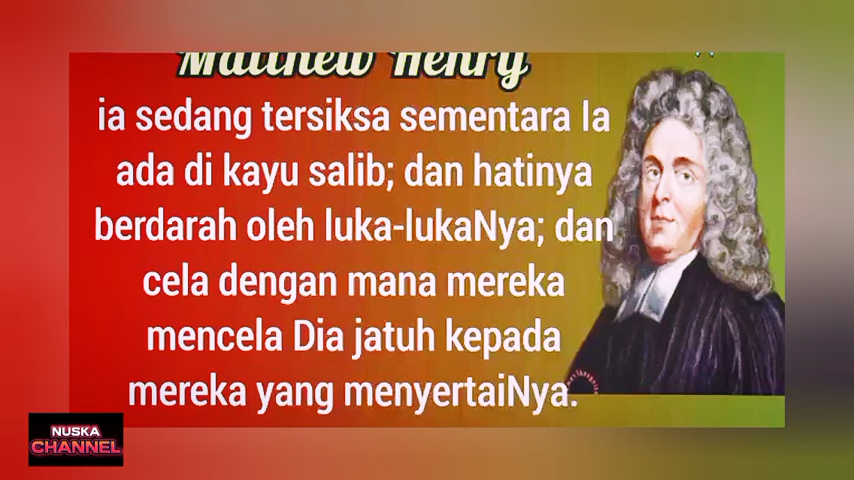 Matthew Henry
ia sedang tersiksa sementara Ia
ada di kayu salib; dan hatinya
berdarah oleh luka-lukaNya; dan
cela dengan mana mereka
mencela Dia jatuh kepada
mereka yang menyertaiNya.
NUSKA
CHANNEL